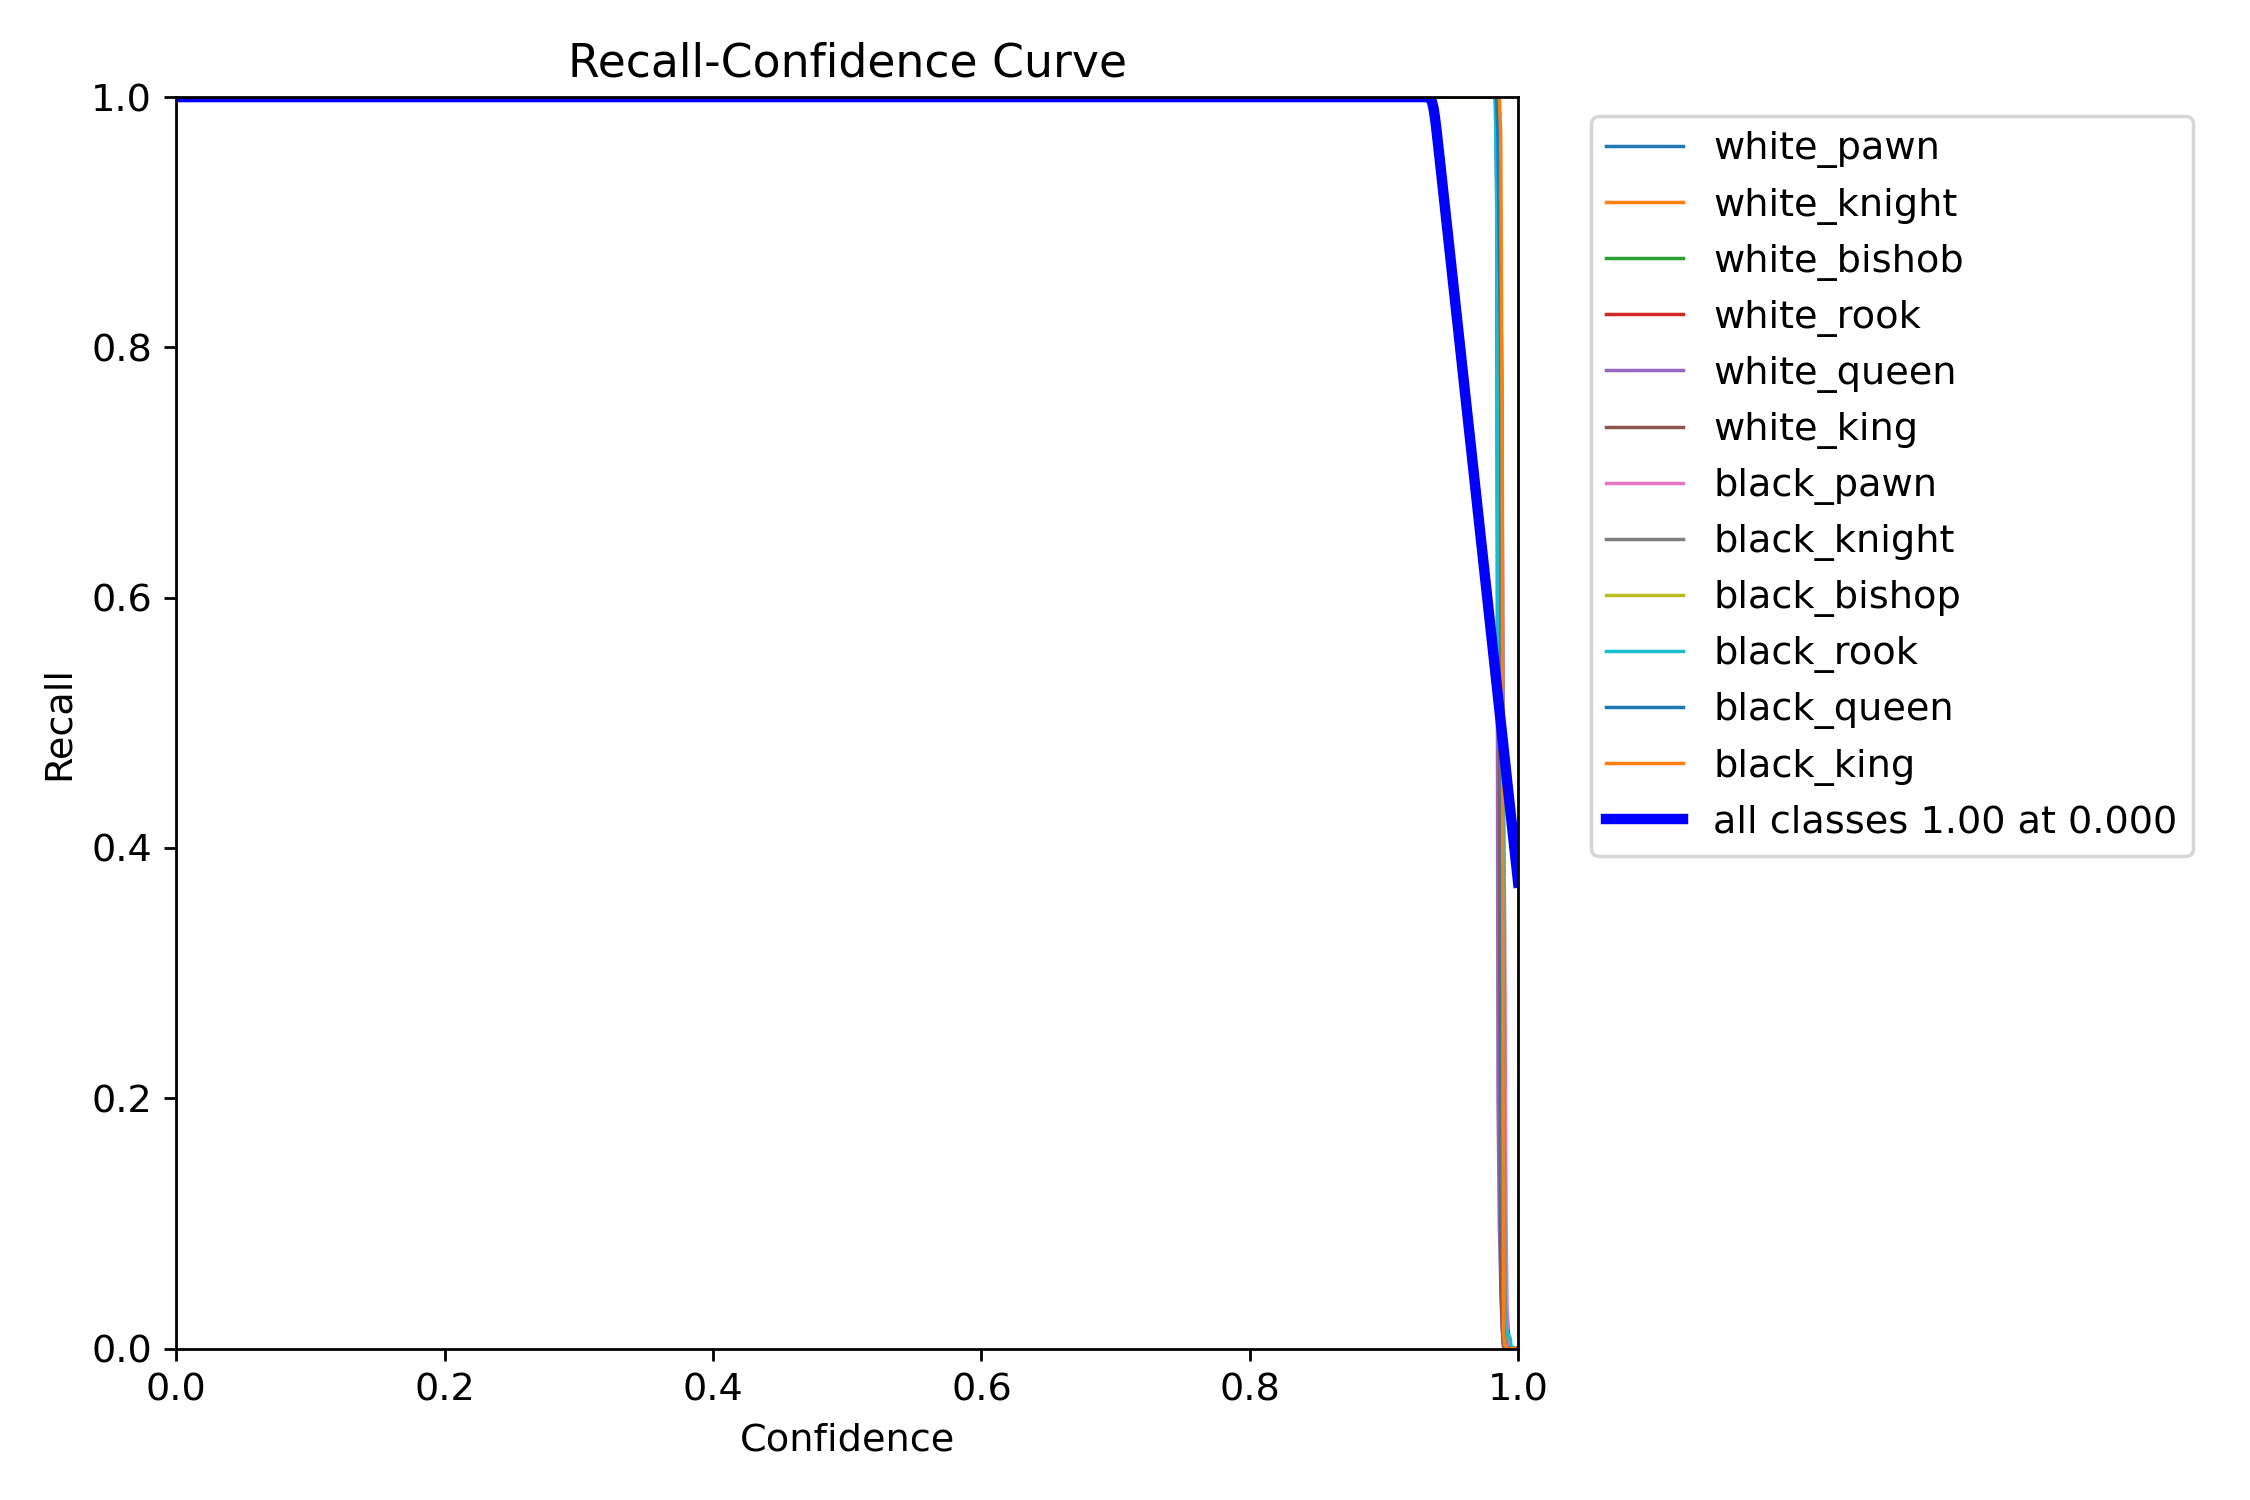 Recall-Confidence Curve
1.0
0.8
0.6
0.4
0.2
0.0
Recall
0.0 0.2 0.4 0.6 0.8 1.0
Confidence
white_pawn
white_knight
white_bishob
white_rook
white_queen
white_king
black_pawn
black_knight
black_bishop
black_rook
black_queen
black_king
all classes 1.00 at 0.000